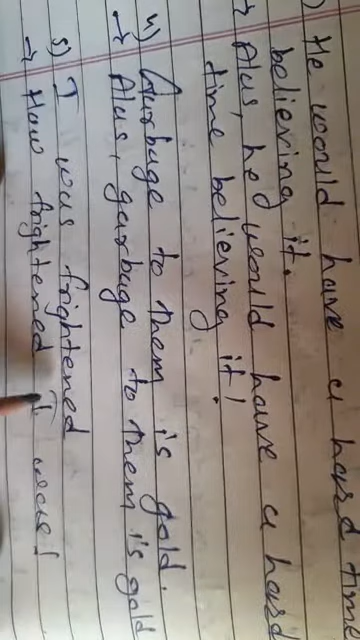 ) He would have a hard time
believing it.
→ Alas, he would have a hard
time believing it!
4) Garbage to them is gold.
→ Alas, garbage to them is gold
5) I was frightened
→ How frightened I were!